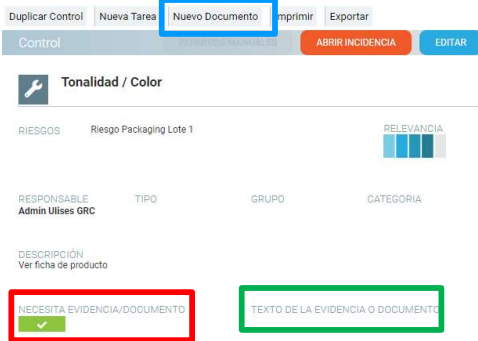 Duplicar Control Nueva Tarea Nuevo Documento Imprimir Exportar
Control PERMISOS MANUALES ABRIR INCIDENCIA EDITAR
Tonalidad / Color
RIESGOS Riesgo Packaging Lote 1 RELEVANCIA
RESPONSABLE TIPO GRUPO CATEGORIA
Admin Ulises GRC
DESCRIPCIÓN
Ver ficha de producto
NECESITA EVIDENCIA/DOCUMENTO TEXTO DE LA EVIDENCIA O DOCUMENTO